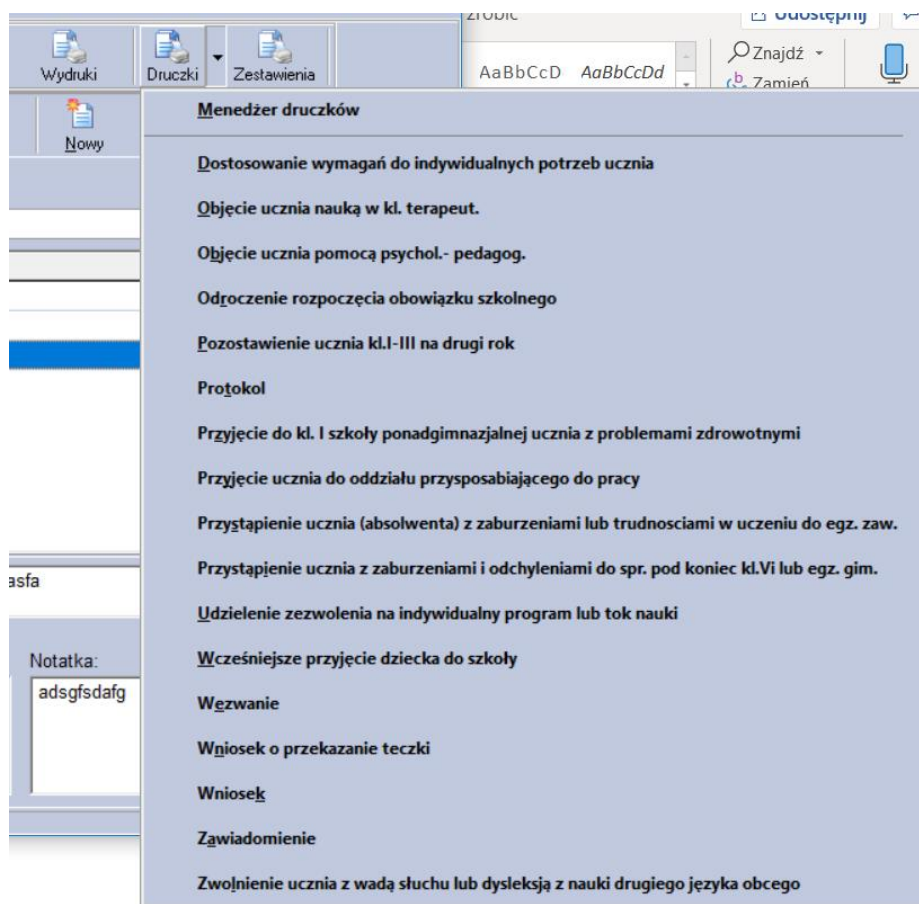 zrobić
Udostępnij
Wydruki
Druczki
Zestawienia
AaBbCcD AaBbCcDd
Znajdź
Zamień
Nowy
Menedżer druczków
Dostosowanie wymagań do indywidualnych potrzeb ucznia
Objęcie ucznia nauką w kl. terapeut.
Objęcie ucznia pomocą psychol.- pedagog.
Odroczenie rozpoczęcia obowiązku szkolnego
Pozostawienie ucznia kl.I-III na drugi rok
Protokol
Przyjęcie do kl. I szkoły ponadgimnazjalnej ucznia z problemami zdrowotnymi
Przyjęcie ucznia do oddziału przysposabiającego do pracy
Przystąpienie ucznia (absolwenta) z zaburzeniami lub trudnosciami w uczeniu do egz. zaw.
Przystąpienie ucznia z zaburzeniami i odchyleniami do spr. pod koniec kl.Vi lub egz. gim.
asfa
Udzielenie zezwolenia na indywidualny program lub tok nauki
Wcześniejsze przyjęcie dziecka do szkoły
Notatka:
adsgfsdafg
Wezwanie
Wniosek o przekazanie teczki
Wniosek
Zawiadomienie
Zwolnienie ucznia z wadą słuchu lub dysleksją z nauki drugiego języka obcego